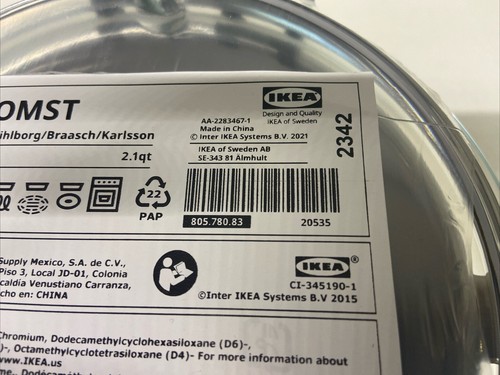 OMST
ihlborg/Braasch/Karlsson
2.1qt
22
PAP
IKEA®
Design and Quality
IKEA of Sweden
AA-2283467-1
Made in China
© Inter IKEA Systems B.V. 2021
IKEA of Sweden AB
SE-343 81 Älmhult
2342
805.780.83
20535
Supply Mexico, S.A. de C.V.,
Piso 3, Local JD-01, Colonia
caldía Venustiano Carranza,
cho en: CHINA
IKEA®
CI-345190-1
©Inter IKEA Systems B.V 2015
Chromium, Dodecamethylcyclohexasiloxane (D6)-,
)-, Octamethylcyclotetrasiloxane (D4)- For more information about
www.IKEA.us